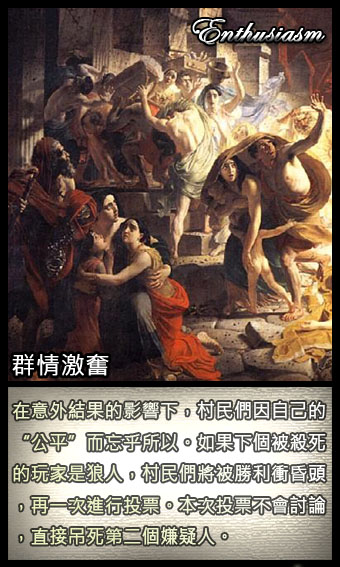 Enthusiasm
群情激奮
在意外結果的影響下，村民們因自己的
“公平”而忘乎所以。如果下個被殺死
的玩家是狼人，村民們將被勝利衝昏頭
，再一次進行投票。本次投票不會討論
，直接吊死第二個嫌疑人。